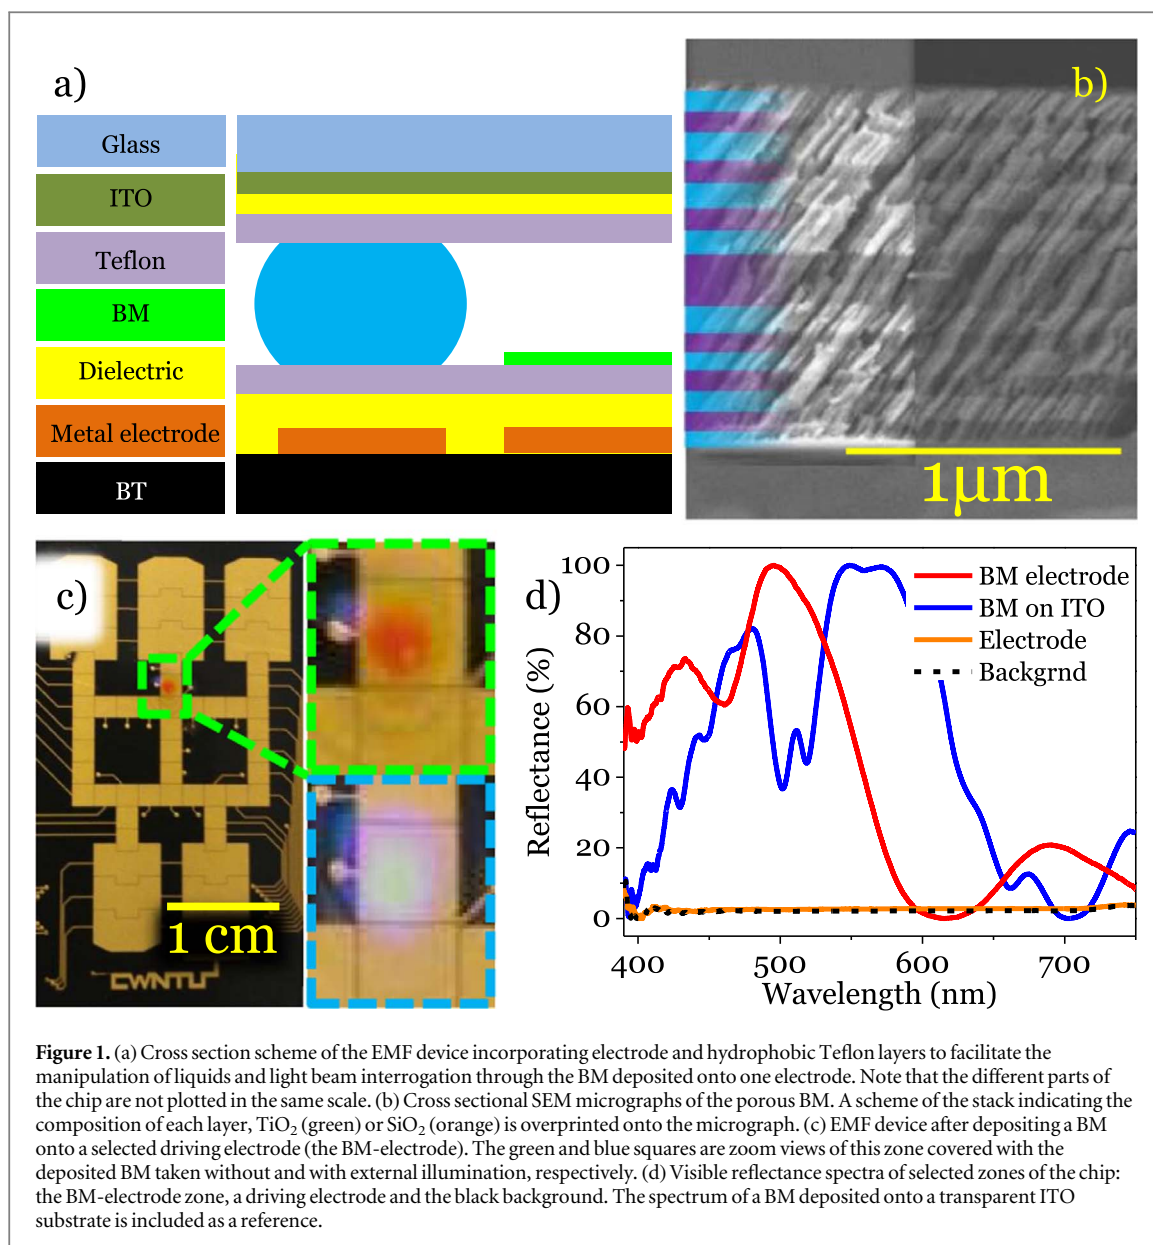 a)
Glass
ITO
Teflon
BM
Dielectric
Metal electrode
BT
b)
1μm
c)
1 cm
CWNTU
d)
100
80
60
40
20
0
Reflectance (%)
BM electrode
BM on ITO
Electrode
Backgrnd
400
500
600
700
Wavelength (nm)
Figure 1. (a) Cross section scheme of the EMF device incorporating electrode and hydrophobic Teflon layers to facilitate the
manipulation of liquids and light beam interrogation through the BM deposited onto one electrode. Note that the different parts of
the chip are not plotted in the same scale. (b) Cross sectional SEM micrographs of the porous BM. A scheme of the stack indicating the
composition of each layer, TiO₂ (green) or SiO₂ (orange) is overprinted onto the micrograph. (c) EMF device after depositing a BM
onto a selected driving electrode (the BM-electrode). The green and blue squares are zoom views of this zone covered with the
deposited BM taken without and with external illumination, respectively. (d) Visible reflectance spectra of selected zones of the chip:
the BM-electrode zone, a driving electrode and the black background. The spectrum of a BM deposited onto a transparent ITO
substrate is included as a reference.